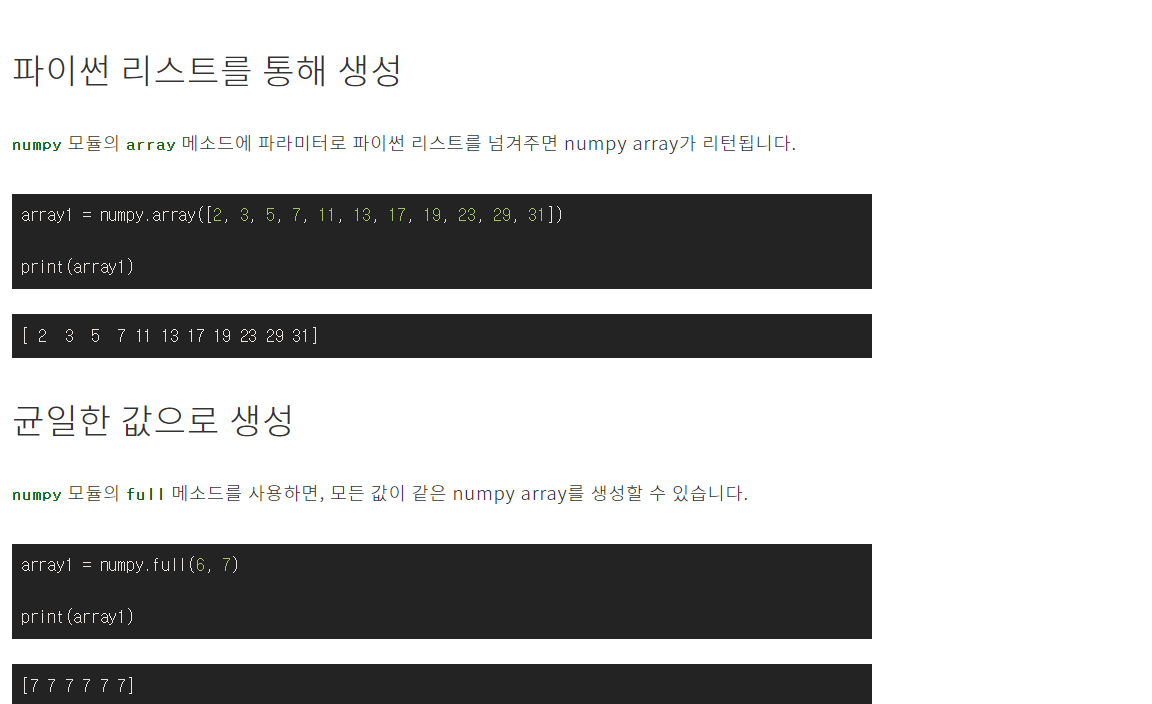 파이썬 리스트를 통해 생성
numpy 모듈의 array 메소드에 파라미터로 파이썬 리스트를 넘겨주면 numpy array가 리턴됩니다.
array1 = numpy.array([2, 3, 5, 7, 11, 13, 17, 19, 23, 29, 31])
print(array1)
[ 2  3  5  7 11 13 17 19 23 29 31]
균일한 값으로 생성
numpy 모듈의 full 메소드를 사용하면, 모든 값이 같은 numpy array를 생성할 수 있습니다.
array1 = numpy.full(6, 7)
print(array1)
[7 7 7 7 7 7]